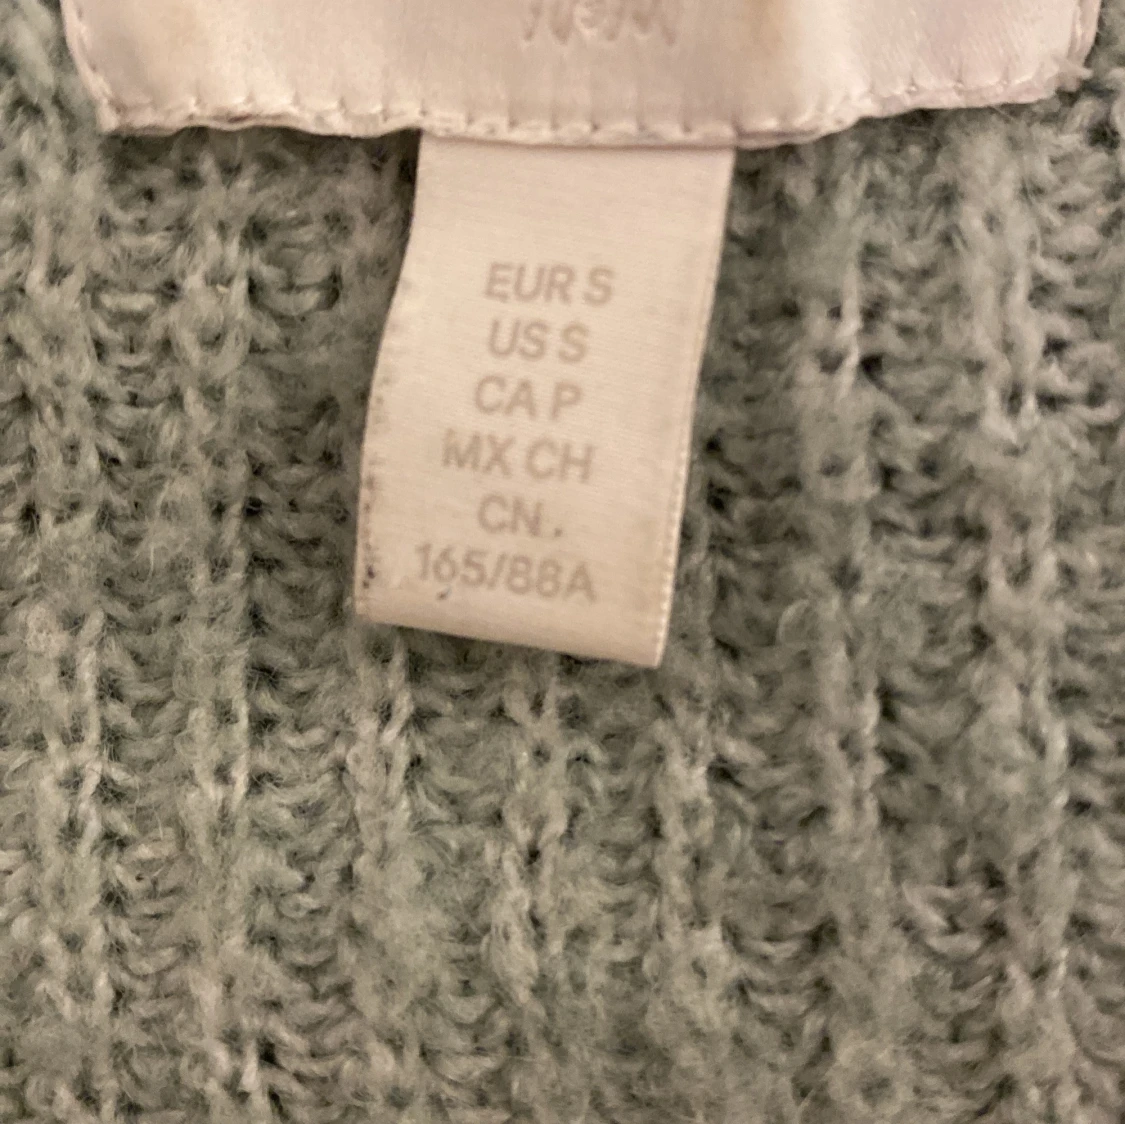 EUR S
US S
CA P
MX CH
CN.
165/88A